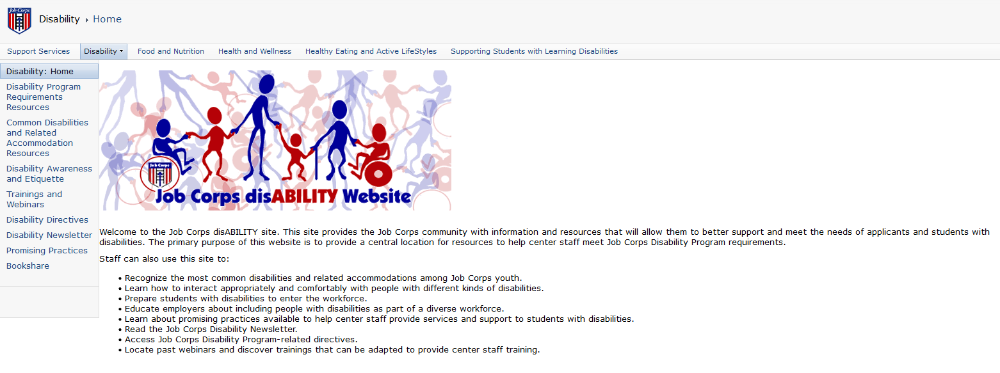 Job Corps
Disability Home
Support Services Disability Food and Nutrition Health and Wellness Healthy Eating and Active LifeStyles Supporting Students with Learning Disabilities
Disability: Home
Disability Program
Requirements
Resources
Common Disabilities
and Related
Accommodation
Resources
Disability Awareness
and Etiquette
Trainings and
Webinars
Disability Directives
Disability Newsletter
Promising Practices
Bookshare
Job Corps
Job Corps disABILITY Website
Welcome to the Job Corps disABILITY site. This site provides the Job Corps community with information and resources that will allow them to better support and meet the needs of applicants and students with
disabilities. The primary purpose of this website is to provide a central location for resources to help center staff meet Job Corps Disability Program requirements.
Staff can also use this site to:
• Recognize the most common disabilities and related accommodations among Job Corps youth.
• Learn how to interact appropriately and comfortably with people with different kinds of disabilities.
• Prepare students with disabilities to enter the workforce.
• Educate employers about including people with disabilities as part of a diverse workforce.
• Learn about promising practices available to help center staff provide services and support to students with disabilities.
• Read the Job Corps Disability Newsletter.
• Access Job Corps Disability Program-related directives.
• Locate past webinars and discover trainings that can be adapted to provide center staff training.